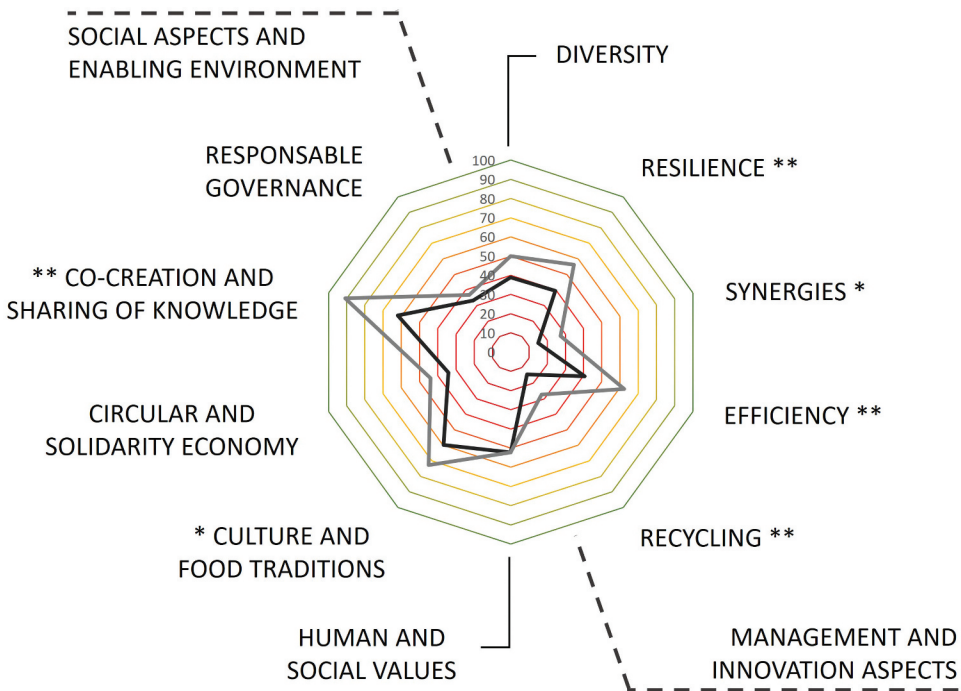 SOCIAL ASPECTS AND
ENABLING ENVIRONMENT
DIVERSITY
RESPONSABLE
GOVERNANCE
RESILIENCE **
** CO-CREATION AND
SHARING OF KNOWLEDGE
SYNERGIES *
CIRCULAR AND
SOLIDARITY ECONOMY
EFFICIENCY **
* CULTURE AND
FOOD TRADITIONS
RECYCLING **
HUMAN AND
SOCIAL VALUES
MANAGEMENT AND
INNOVATION ASPECTS
100
90
80
70
60
50
40
30
20
10
0